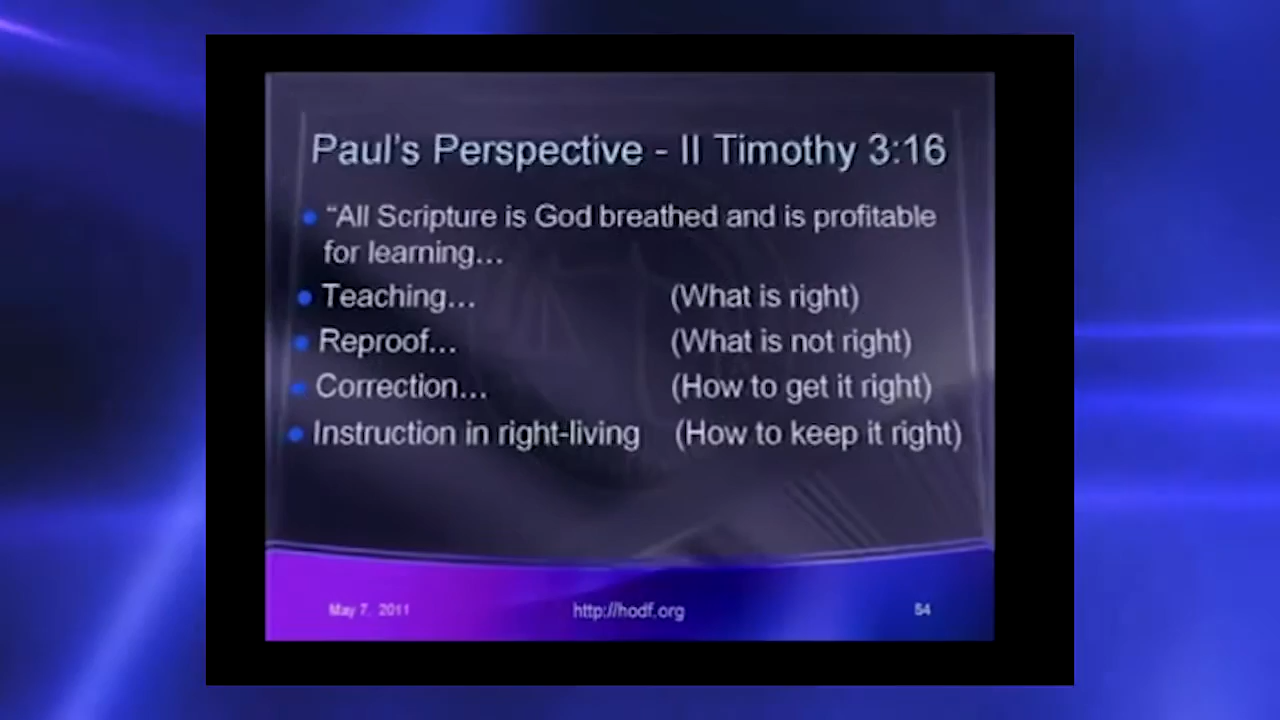 Paul's Perspective - II Timothy 3:16
“All Scripture is God breathed and is profitable
for learning...
Teaching... (What is right)
Reproof... (What is not right)
Correction... (How to get it right)
Instruction in right-living (How to keep it right)
May 7, 2011 http://hodf.org 54